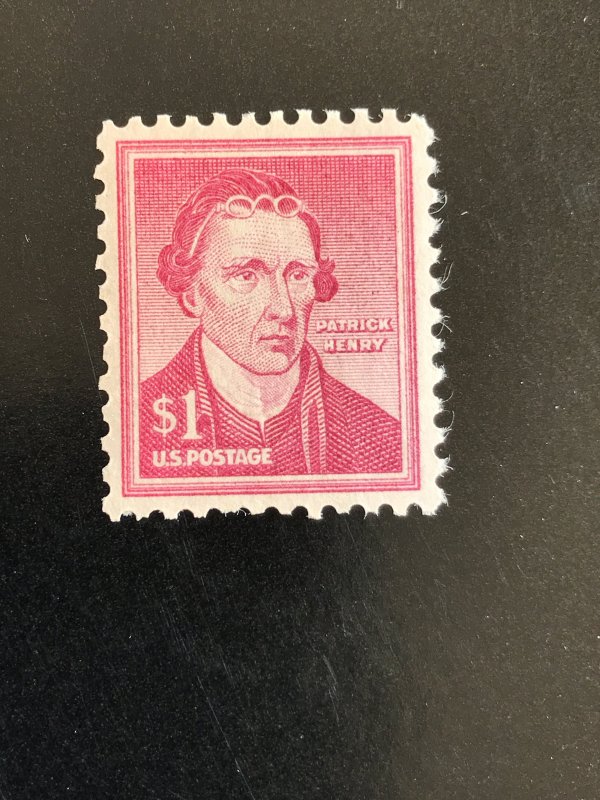 PATRICK
HENRY
$1
U.S. POSTAGE